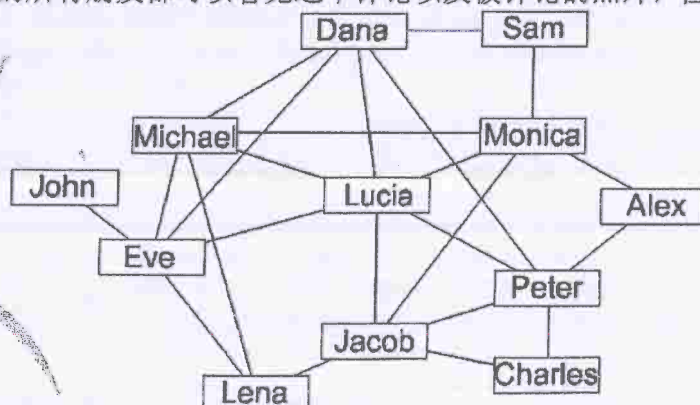 Dana
Sam
Michael
Monica
John
Lucia
Alex
Eve
Peter
Jacob
Charles
Lena